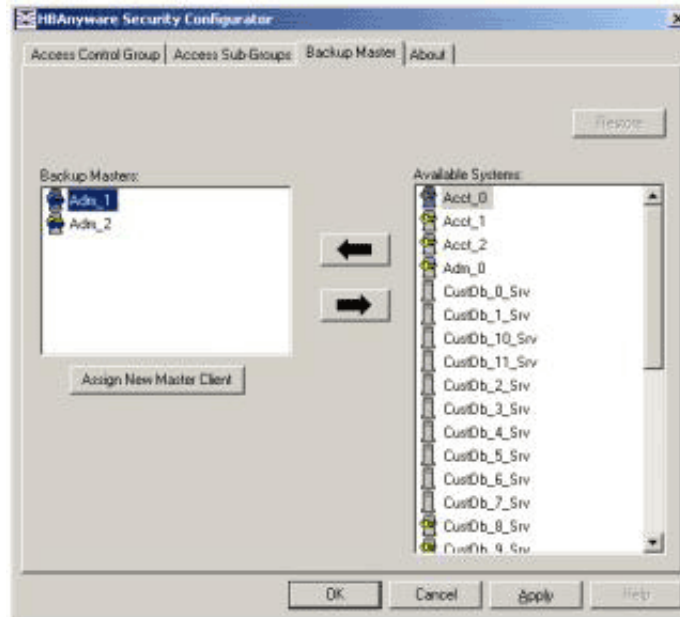 HBAnyware Security Configurator
Access Control Group
Access Sub-Groups
Backup Master
About
Restore
Backup Masters:
Adm_1
Adm_2
Assign New Master Client
Available Systems:
Acct_0
Acct_1
Acct_2
Adm_0
CustDb_0_Srv
CustDb_1_Srv
CustDb_10_Srv
CustDb_11_Srv
CustDb_2_Srv
CustDb_3_Srv
CustDb_4_Srv
CustDb_5_Srv
CustDb_6_Srv
CustDb_7_Srv
CustDb_8_Srv
CustDb_9_Srv
OK
Cancel
Apply
Help